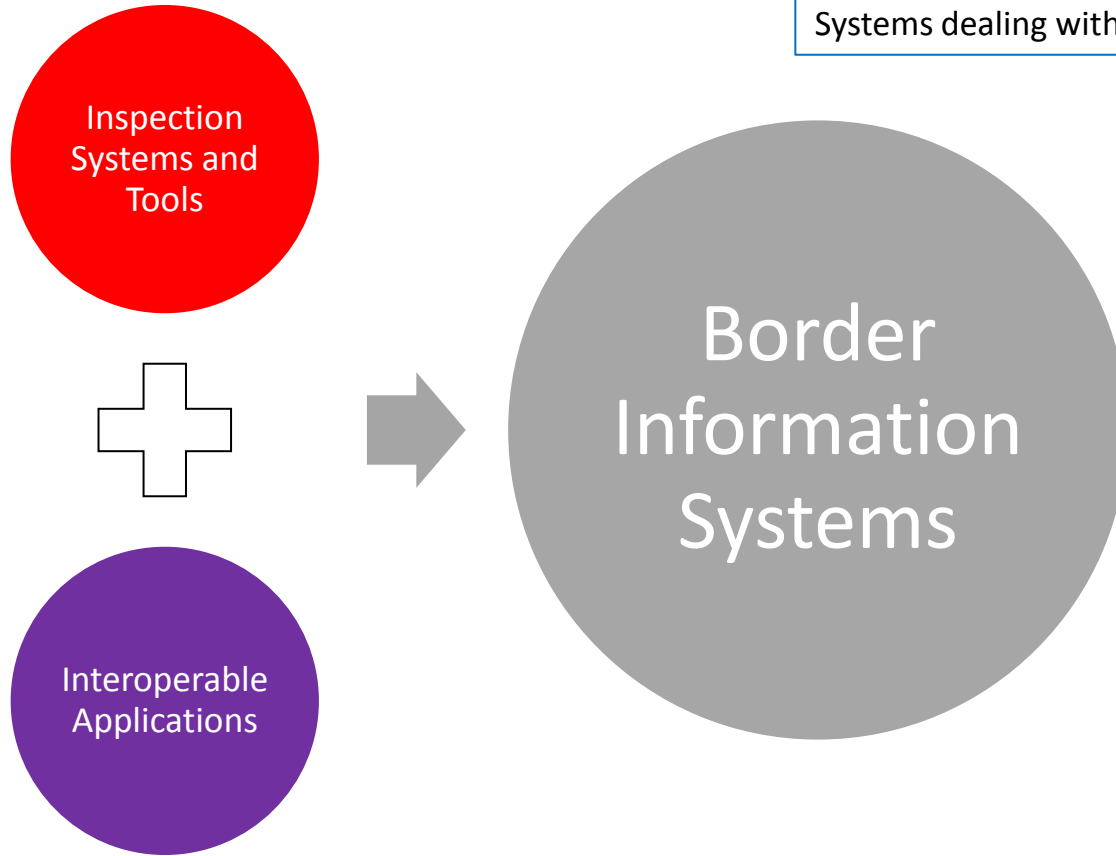 Systems dealing with
Inspection
Systems and
Tools
Border
Information
Systems
Interoperable
Applications